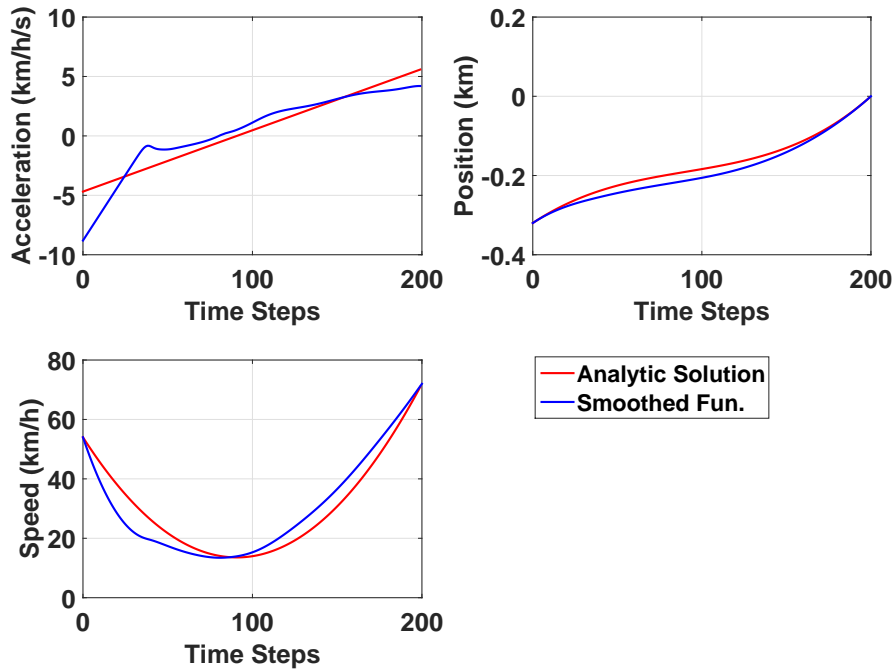 Acceleration (km/h/s)
10
5
0
-5
-10
0
100
200
Time Steps
Position (km)
0.2
0
-0.2
-0.4
0
100
200
Time Steps
Speed (km/h)
80
60
40
20
0
0
100
200
Time Steps
Analytic Solution
Smoothed Fun.